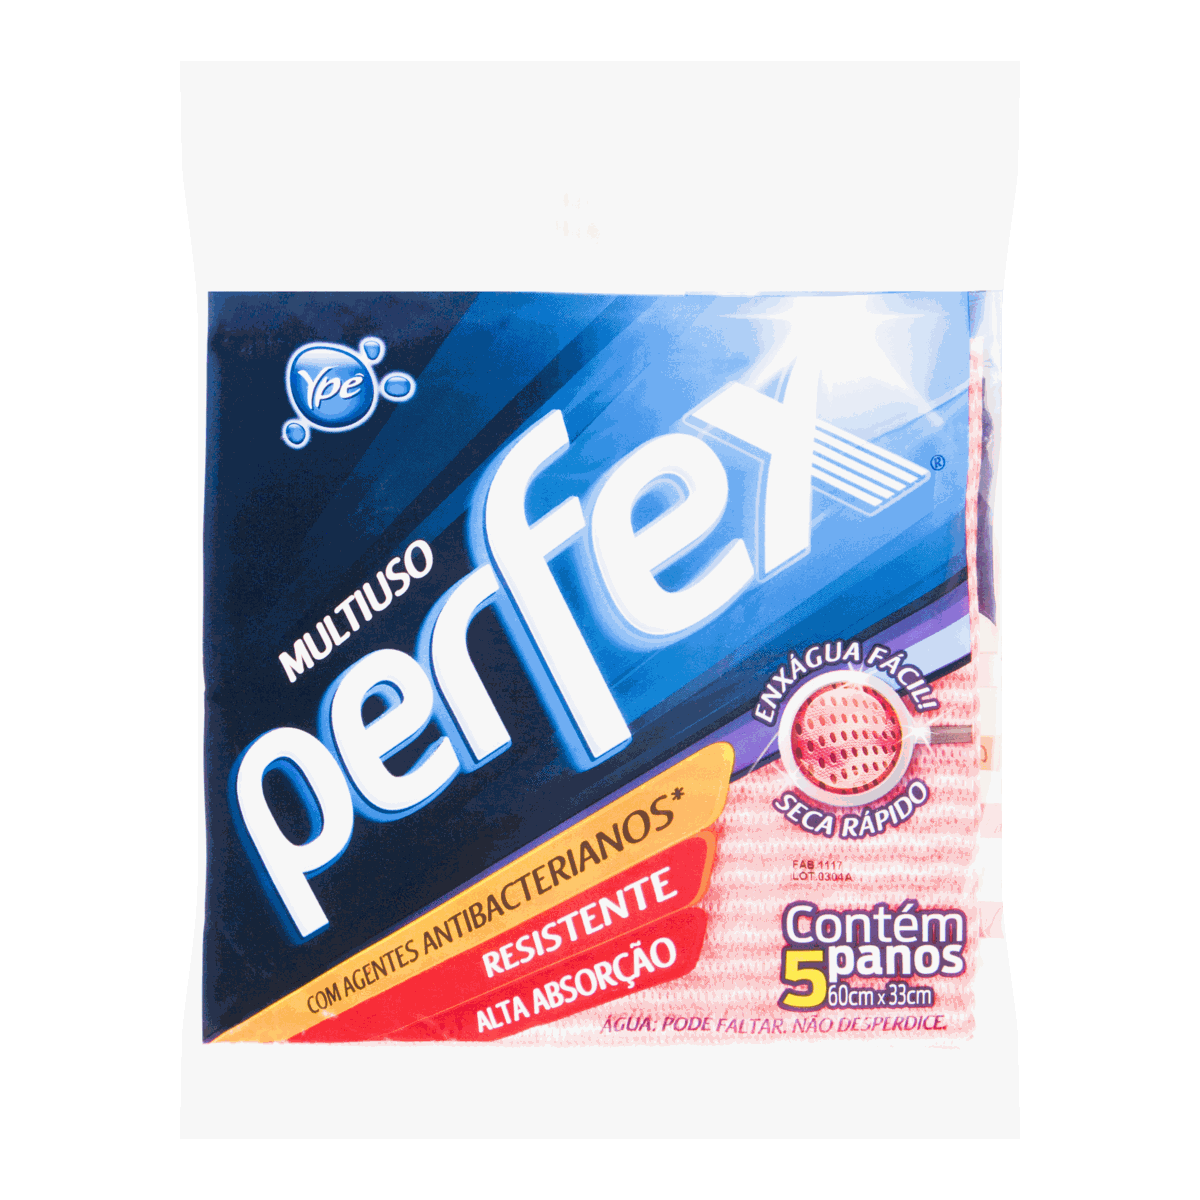 Ypê
MULTIUSO
perfex®
ENXÁGUA FÁCIL!
SECA RÁPIDO
COM AGENTES ANTIBACTERIANOS*
RESISTENTE
ALTA ABSORÇÃO
FAB 1117
LOT 0304A
Contém
5 panos
60cm x 33cm
ÁGUA: PODE FALTAR. NÃO DESPERDICE.